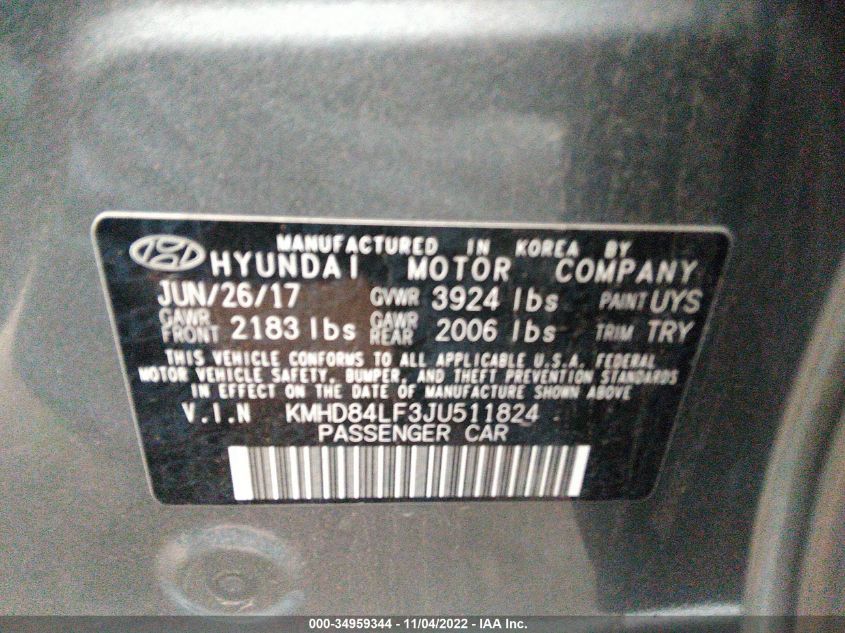 MANUFACTURED IN KOREA BY
HYUNDAI MOTOR COMPANY
JUN/26/17 GVWR 3924 lbs PAINT UYS
GAWR FRONT 2183 lbs GAWR REAR 2006 lbs TRIM TRY
THIS VEHICLE CONFORMS TO ALL APPLICABLE U.S.A. FEDERAL
MOTOR VEHICLE SAFETY, BUMPER, AND THEFT PREVENTION STANDARDS
IN EFFECT ON THE DATE OF MANUFACTURE SHOWN ABOVE
V.I.N KMHD84LF3JU511824
PASSENGER CAR
000-34959344 - 11/04/2022 - IAA Inc.